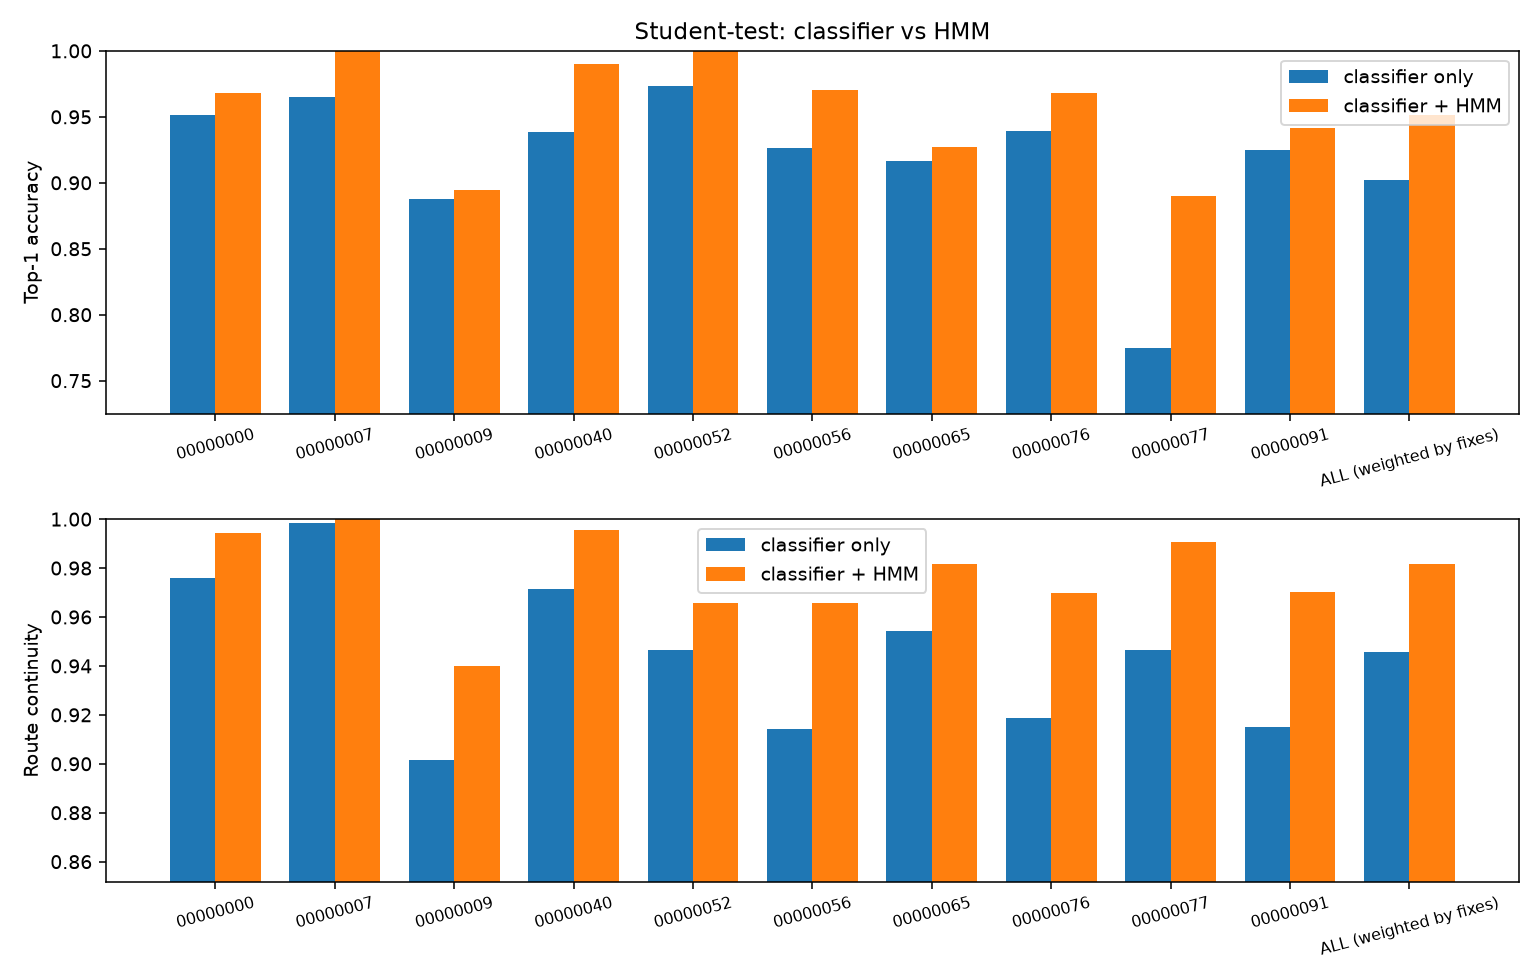 Student-test: classifier vs HMM
Top-1 accuracy
1.00
0.95
0.90
0.85
0.80
0.75
classifier only
classifier + HMM
00000000 00000007 00000009 00000040 00000052 00000056 00000065 00000076 00000077 00000091 ALL (weighted by fixes)
Route continuity
1.00
0.98
0.96
0.94
0.92
0.90
0.88
0.86
classifier only
classifier + HMM
00000000 00000007 00000009 00000040 00000052 00000056 00000065 00000076 00000077 00000091 ALL (weighted by fixes)